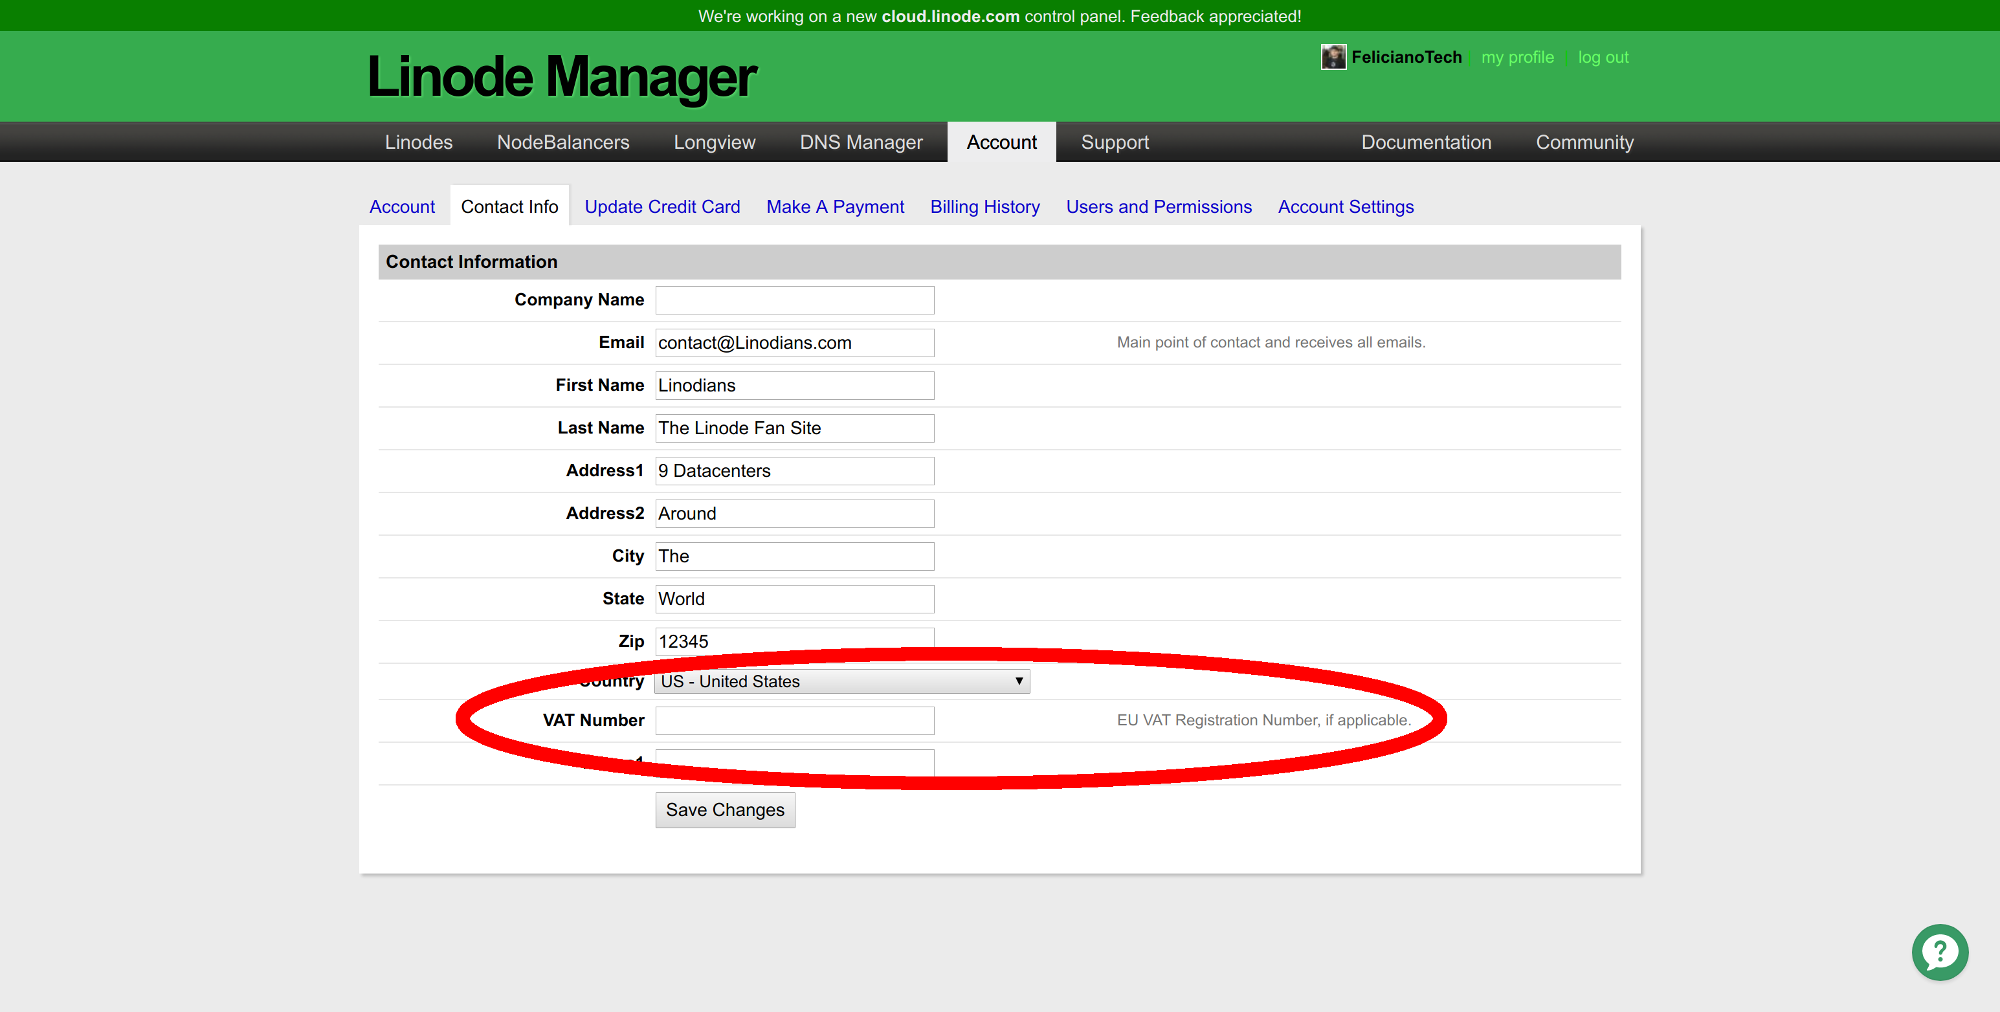 We're working on a new cloud.linode.com control panel. Feedback appreciated!
Linode Manager
FelicianoTech my profile log out
Linodes NodeBalancers Longview DNS Manager Account Support Documentation Community
Account Contact Info Update Credit Card Make A Payment Billing History Users and Permissions Account Settings
Contact Information
Company Name
Email contact@Linodians.com Main point of contact and receives all emails.
First Name Linodians
Last Name The Linode Fan Site
Address1 9 Datacenters
Address2 Around
City The
State World
Zip 12345
Country US - United States
VAT Number EU VAT Registration Number, if applicable.
Save Changes